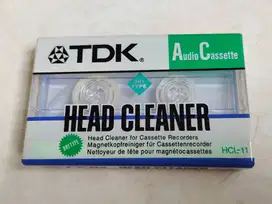 TDK
Audio Cassette
DRY TYPE
HEAD CLEANER
DRY TYPE
Head Cleaner for Cassette Recorders
Magnetkopfreiniger für Cassettenrecorder
Nettoyeur de tête pour magnétocassettes
HCL-11